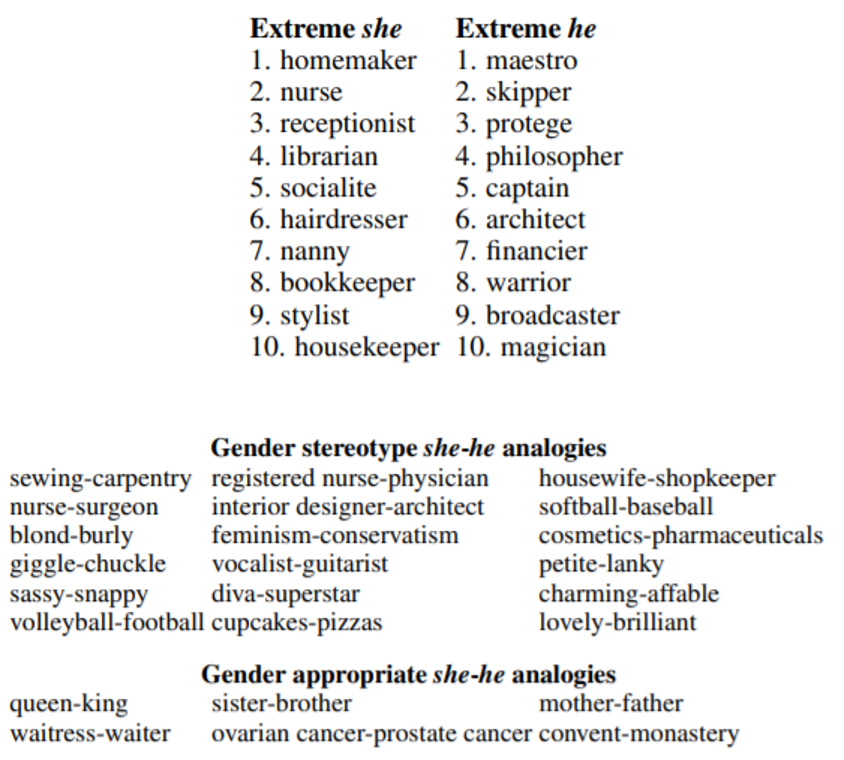 Extreme she Extreme he
1. homemaker 1. maestro
2. nurse 2. skipper
3. receptionist 3. protege
4. librarian 4. philosopher
5. socialite 5. captain
6. hairdresser 6. architect
7. nanny 7. financier
8. bookkeeper 8. warrior
9. stylist 9. broadcaster
10. housekeeper 10. magician
Gender stereotype she-he analogies
sewing-carpentry registered nurse-physician housewife-shopkeeper
nurse-surgeon interior designer-architect softball-baseball
blond-burly feminism-conservatism cosmetics-pharmaceuticals
giggle-chuckle vocalist-guitarist petite-lanky
sassy-snappy diva-superstar charming-affable
volleyball-football cupcakes-pizzas lovely-brilliant
Gender appropriate she-he analogies
queen-king sister-brother mother-father
waitress-waiter ovarian cancer-prostate cancer convent-monastery